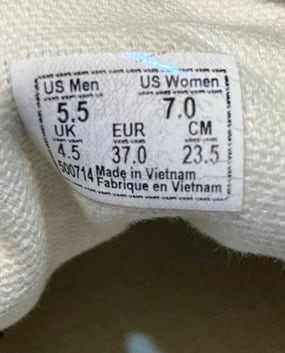 US Men US Women
5.5 7.0
UK EUR CM
4.5 37.0 23.5
500714 Made in Vietnam
Fabrique en Vietnam